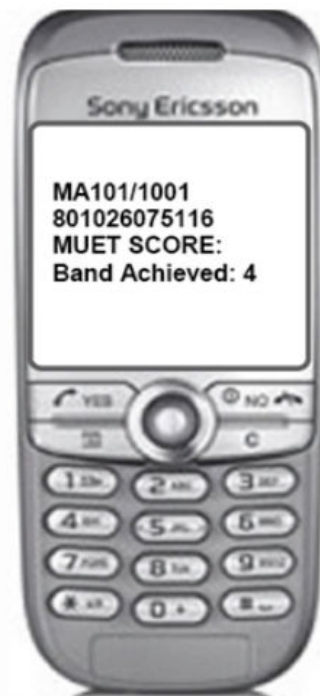 Sony Ericsson
MA101/1001
801026075116
MUET SCORE:
Band Achieved: 4
YES
NO
C
1
2 ABC
3
4
5
6
7
8
9
0 +